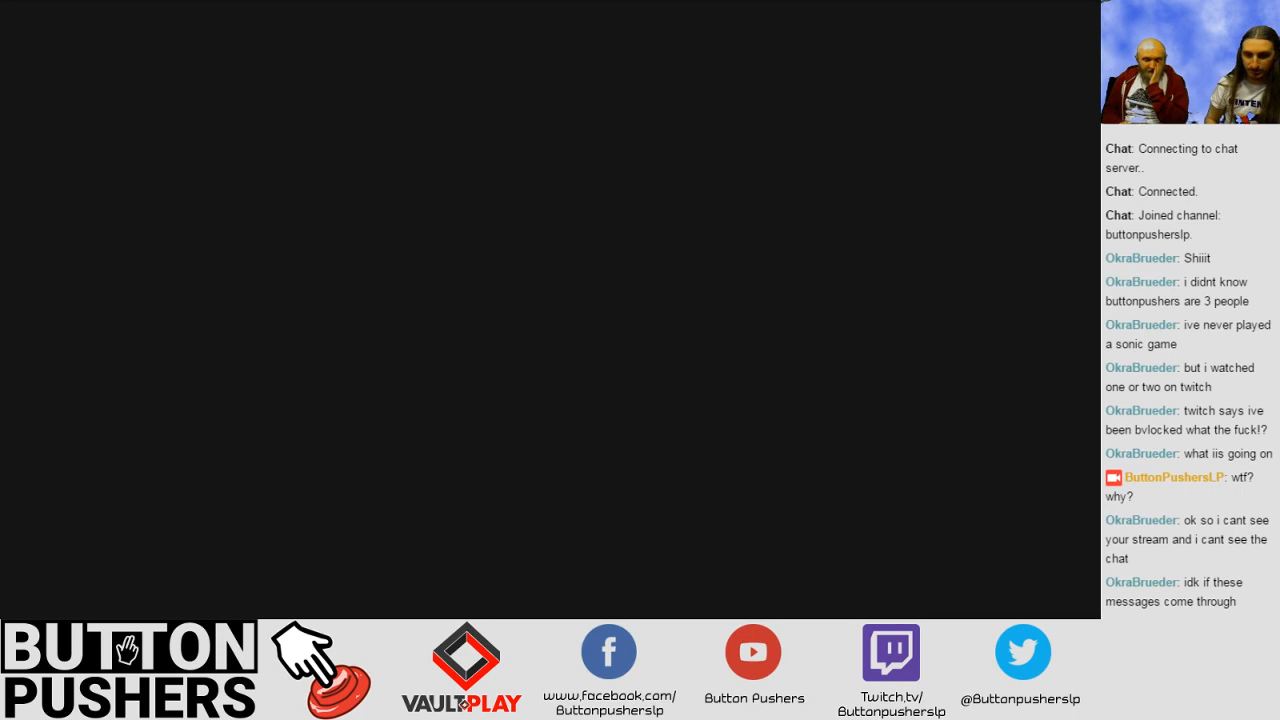 Chat: Connecting to chat
server..
Chat: Connected.
Chat: Joined channel:
buttonpusherslp.
OkraBrueder: Shiiit
OkraBrueder: i didnt know
buttonpushers are 3 people
OkraBrueder: ive never played
a sonic game
OkraBrueder: but i watched
one or two on twitch
OkraBrueder: twitch says ive
been bvlocked what the fuck!?
OkraBrueder: what iis going on
ButtonPushersLP: wtf?
why?
OkraBrueder: ok so i cant see
your stream and i cant see the
chat
OkraBrueder: idk if these
messages come through
BUTTON
PUSHERS
VAULTPLAY
www.facebook.com/
Buttonpusherslp
Button Pushers
Twitch.tv/
Buttonpusherslp
@Buttonpusherslp